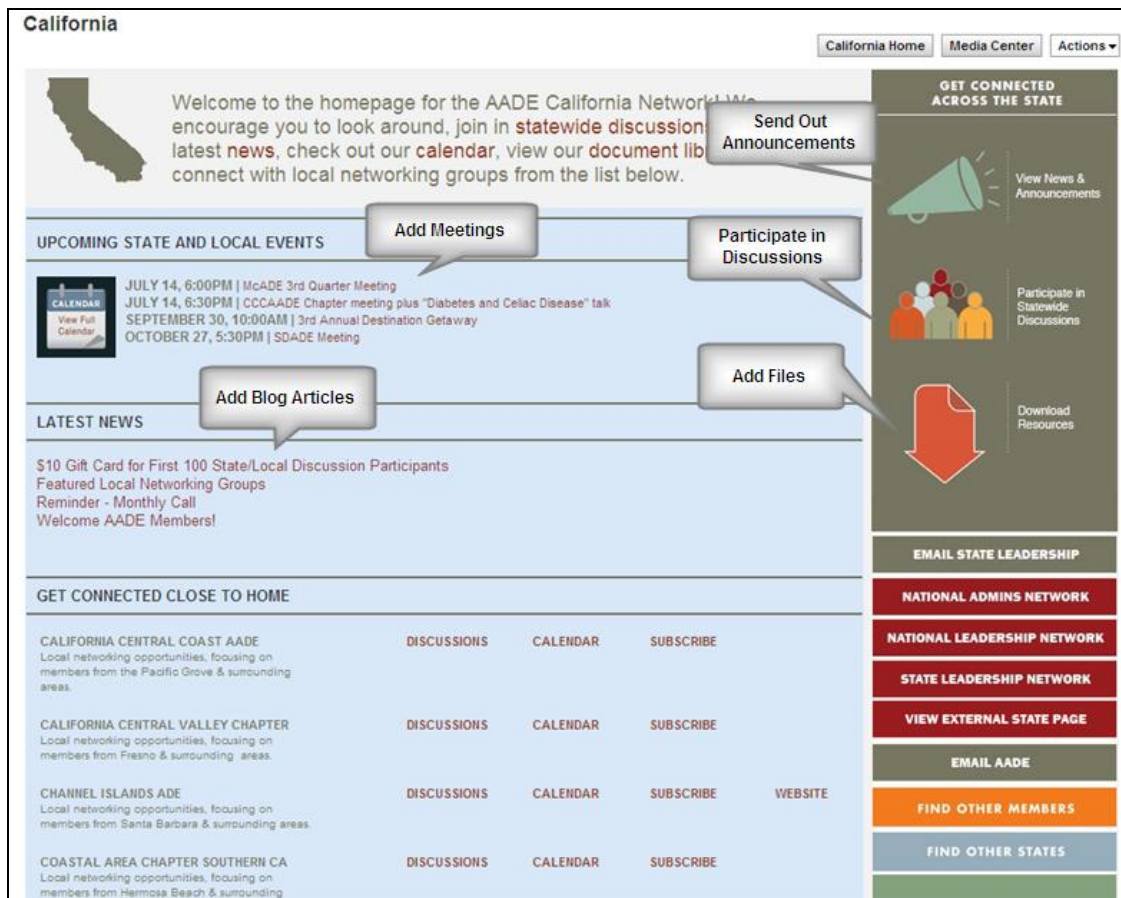 California
California Home
Media Center
Actions
Welcome to the homepage for the AADE California Network! We
encourage you to look around, join in statewide discussions
latest news, check out our calendar, view our document
connect with local networking groups from the list below.
Send Out
Announcements
GET CONNECTED
ACROSS THE STATE
View News &
Announcements
Participate in
Discussions
Participate in
Statewide
Discussions
Add Files
Download
Resources
Add Meetings
UPCOMING STATE AND LOCAL EVENTS
CALENDAR
View Full
Calendar
JULY 14, 6:00PM | McADE 3rd Quarter Meeting
JULY 14, 6:30PM | CCCAADE Chapter meeting plus "Diabetes and Celiac Disease" talk
SEPTEMBER 30, 10:00AM | 3rd Annual Destination Getaway
OCTOBER 27, 5:30PM | SDADE Meeting
Add Blog Articles
LATEST NEWS
$10 Gift Card for First 100 State/Local Discussion Participants
Featured Local Networking Groups
Reminder - Monthly Call
Welcome AADE Members!
GET CONNECTED CLOSE TO HOME
CALIFORNIA CENTRAL COAST AADE DISCUSSIONS CALENDAR SUBSCRIBE
Local networking opportunities, focusing on
members from the Pacific Grove & surrounding
areas.
CALIFORNIA CENTRAL VALLEY CHAPTER DISCUSSIONS CALENDAR SUBSCRIBE
Local networking opportunities, focusing on
members from Fresno & surrounding areas.
CHANNEL ISLANDS ADE DISCUSSIONS CALENDAR SUBSCRIBE WEBSITE
Local networking opportunities, focusing on
members from Santa Barbara & surrounding areas.
COASTAL AREA CHAPTER SOUTHERN CA DISCUSSIONS CALENDAR SUBSCRIBE
Local networking opportunities, focusing on
members from Hermosa Beach & surrounding
EMAIL STATE LEADERSHIP
NATIONAL ADMINS NETWORK
NATIONAL LEADERSHIP NETWORK
STATE LEADERSHIP NETWORK
VIEW EXTERNAL STATE PAGE
EMAIL AADE
FIND OTHER MEMBERS
FIND OTHER STATES